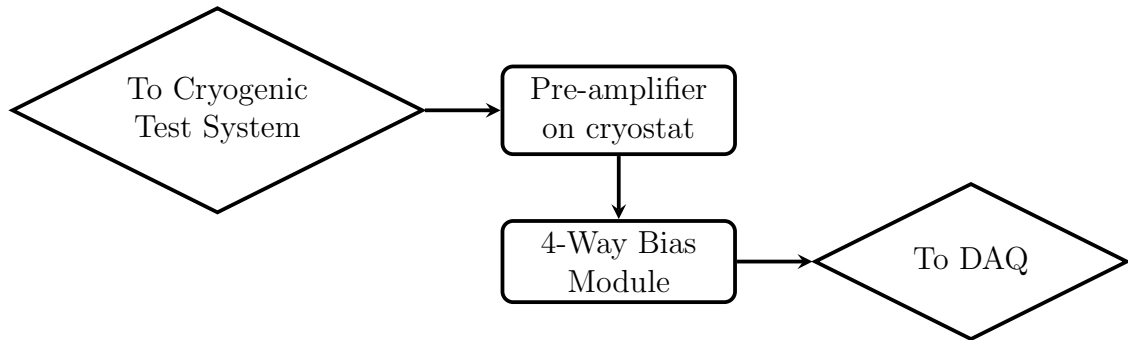 To Cryogenic
Test System
Pre-amplifier
on cryostat
4-Way Bias
Module
To DAQ